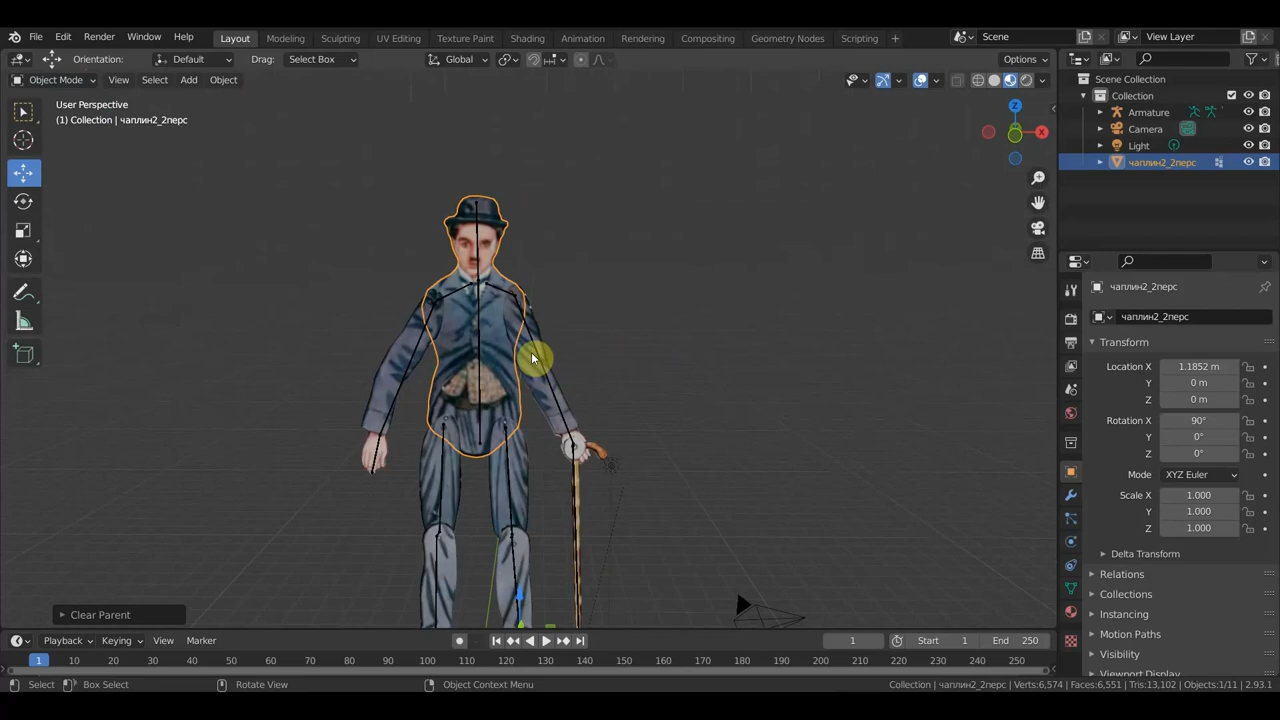 File Edit Render Window Help Layout Modeling Sculpting UV Editing Texture Paint Shading Animation Rendering Compositing Geometry Nodes Scripting + Scene View Layer
Orientation: Default Drag: Select Box Global Options
Object Mode View Select Add Object
User Perspective
(1) Collection | чаплин2_2перс
Z
X
Scene Collection
Collection
Armature
Camera
Light
чаплин2_2перс
чаплин2_2перс
чаплин2_2перс
Transform
Location X 1.1852 m
Y 0 m
Z 0 m
Rotation X 90°
Y 0°
Z 0°
Mode XYZ Euler
Scale X 1.000
Y 1.000
Z 1.000
Delta Transform
Relations
Collections
Instancing
Motion Paths
Visibility
Viewport Display
Clear Parent
Playback Keying View Marker 1 Start 1 End 250
1 10 20 30 40 50 60 70 80 90 100 110 120 130 140 150 160 170 180 190 200 210 220 230 240 250
Select Box Select Rotate View Object Context Menu Collection | чаплин2_2перс | Verts:6,574 | Faces:6,551 | Tris:13,102 | Objects:1/11 | 2.93.1